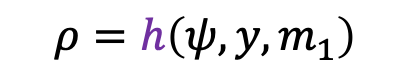 ρ = h(ψ, y, m₁)